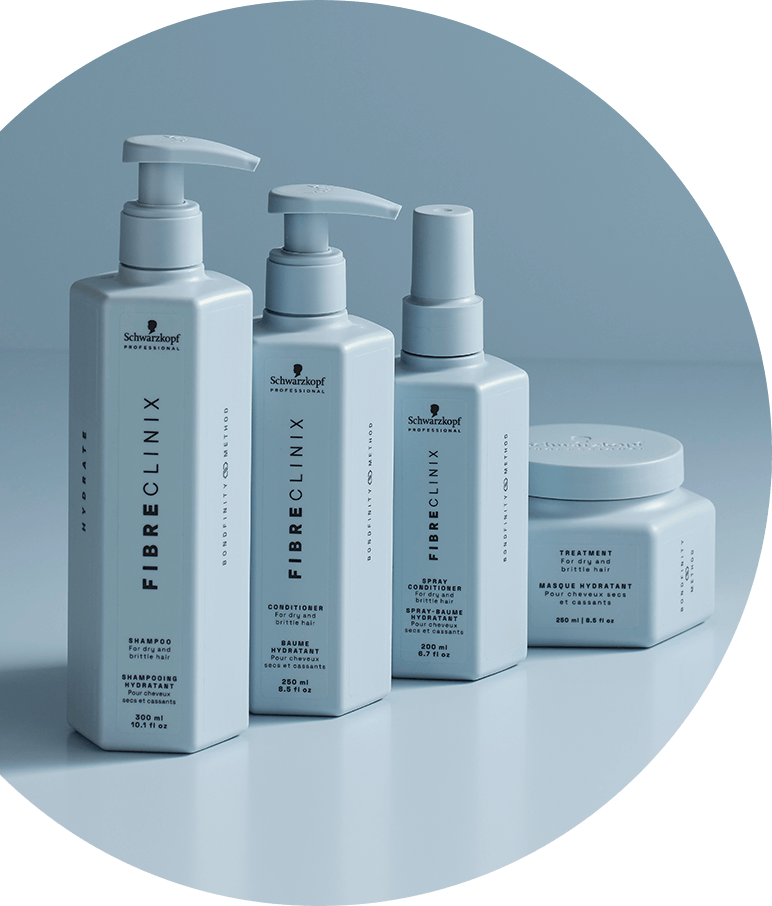 HYDRATE
Schwarzkopf
PROFESSIONAL
FIBRECLINIX
BONDFINITY METHOD
SHAMPOO
For dry and
brittle hair
SHAMPOOING
HYDRATANT
Pour cheveux
secs et cassants
300 ml
10.1 fl oz
Schwarzkopf
PROFESSIONAL
FIBRECLINIX
BONDFINITY METHOD
CONDITIONER
For dry and
brittle hair
BAUME
HYDRATANT
Pour cheveux
secs et cassants
250 ml
8.5 fl oz
Schwarzkopf
PROFESSIONAL
FIBRECLINIX
BONDFINITY METHOD
SPRAY
CONDITIONER
For dry and
brittle hair
SPRAY-BAUME
HYDRATANT
Pour cheveux
secs et cassants
200 ml
6.7 fl oz
Schwarzkopf
TREATMENT
For dry and
brittle hair
MASQUE HYDRATANT
Pour cheveux secs
et cassants
250 ml | 8.5 fl oz
BONDFINITY
METHOD